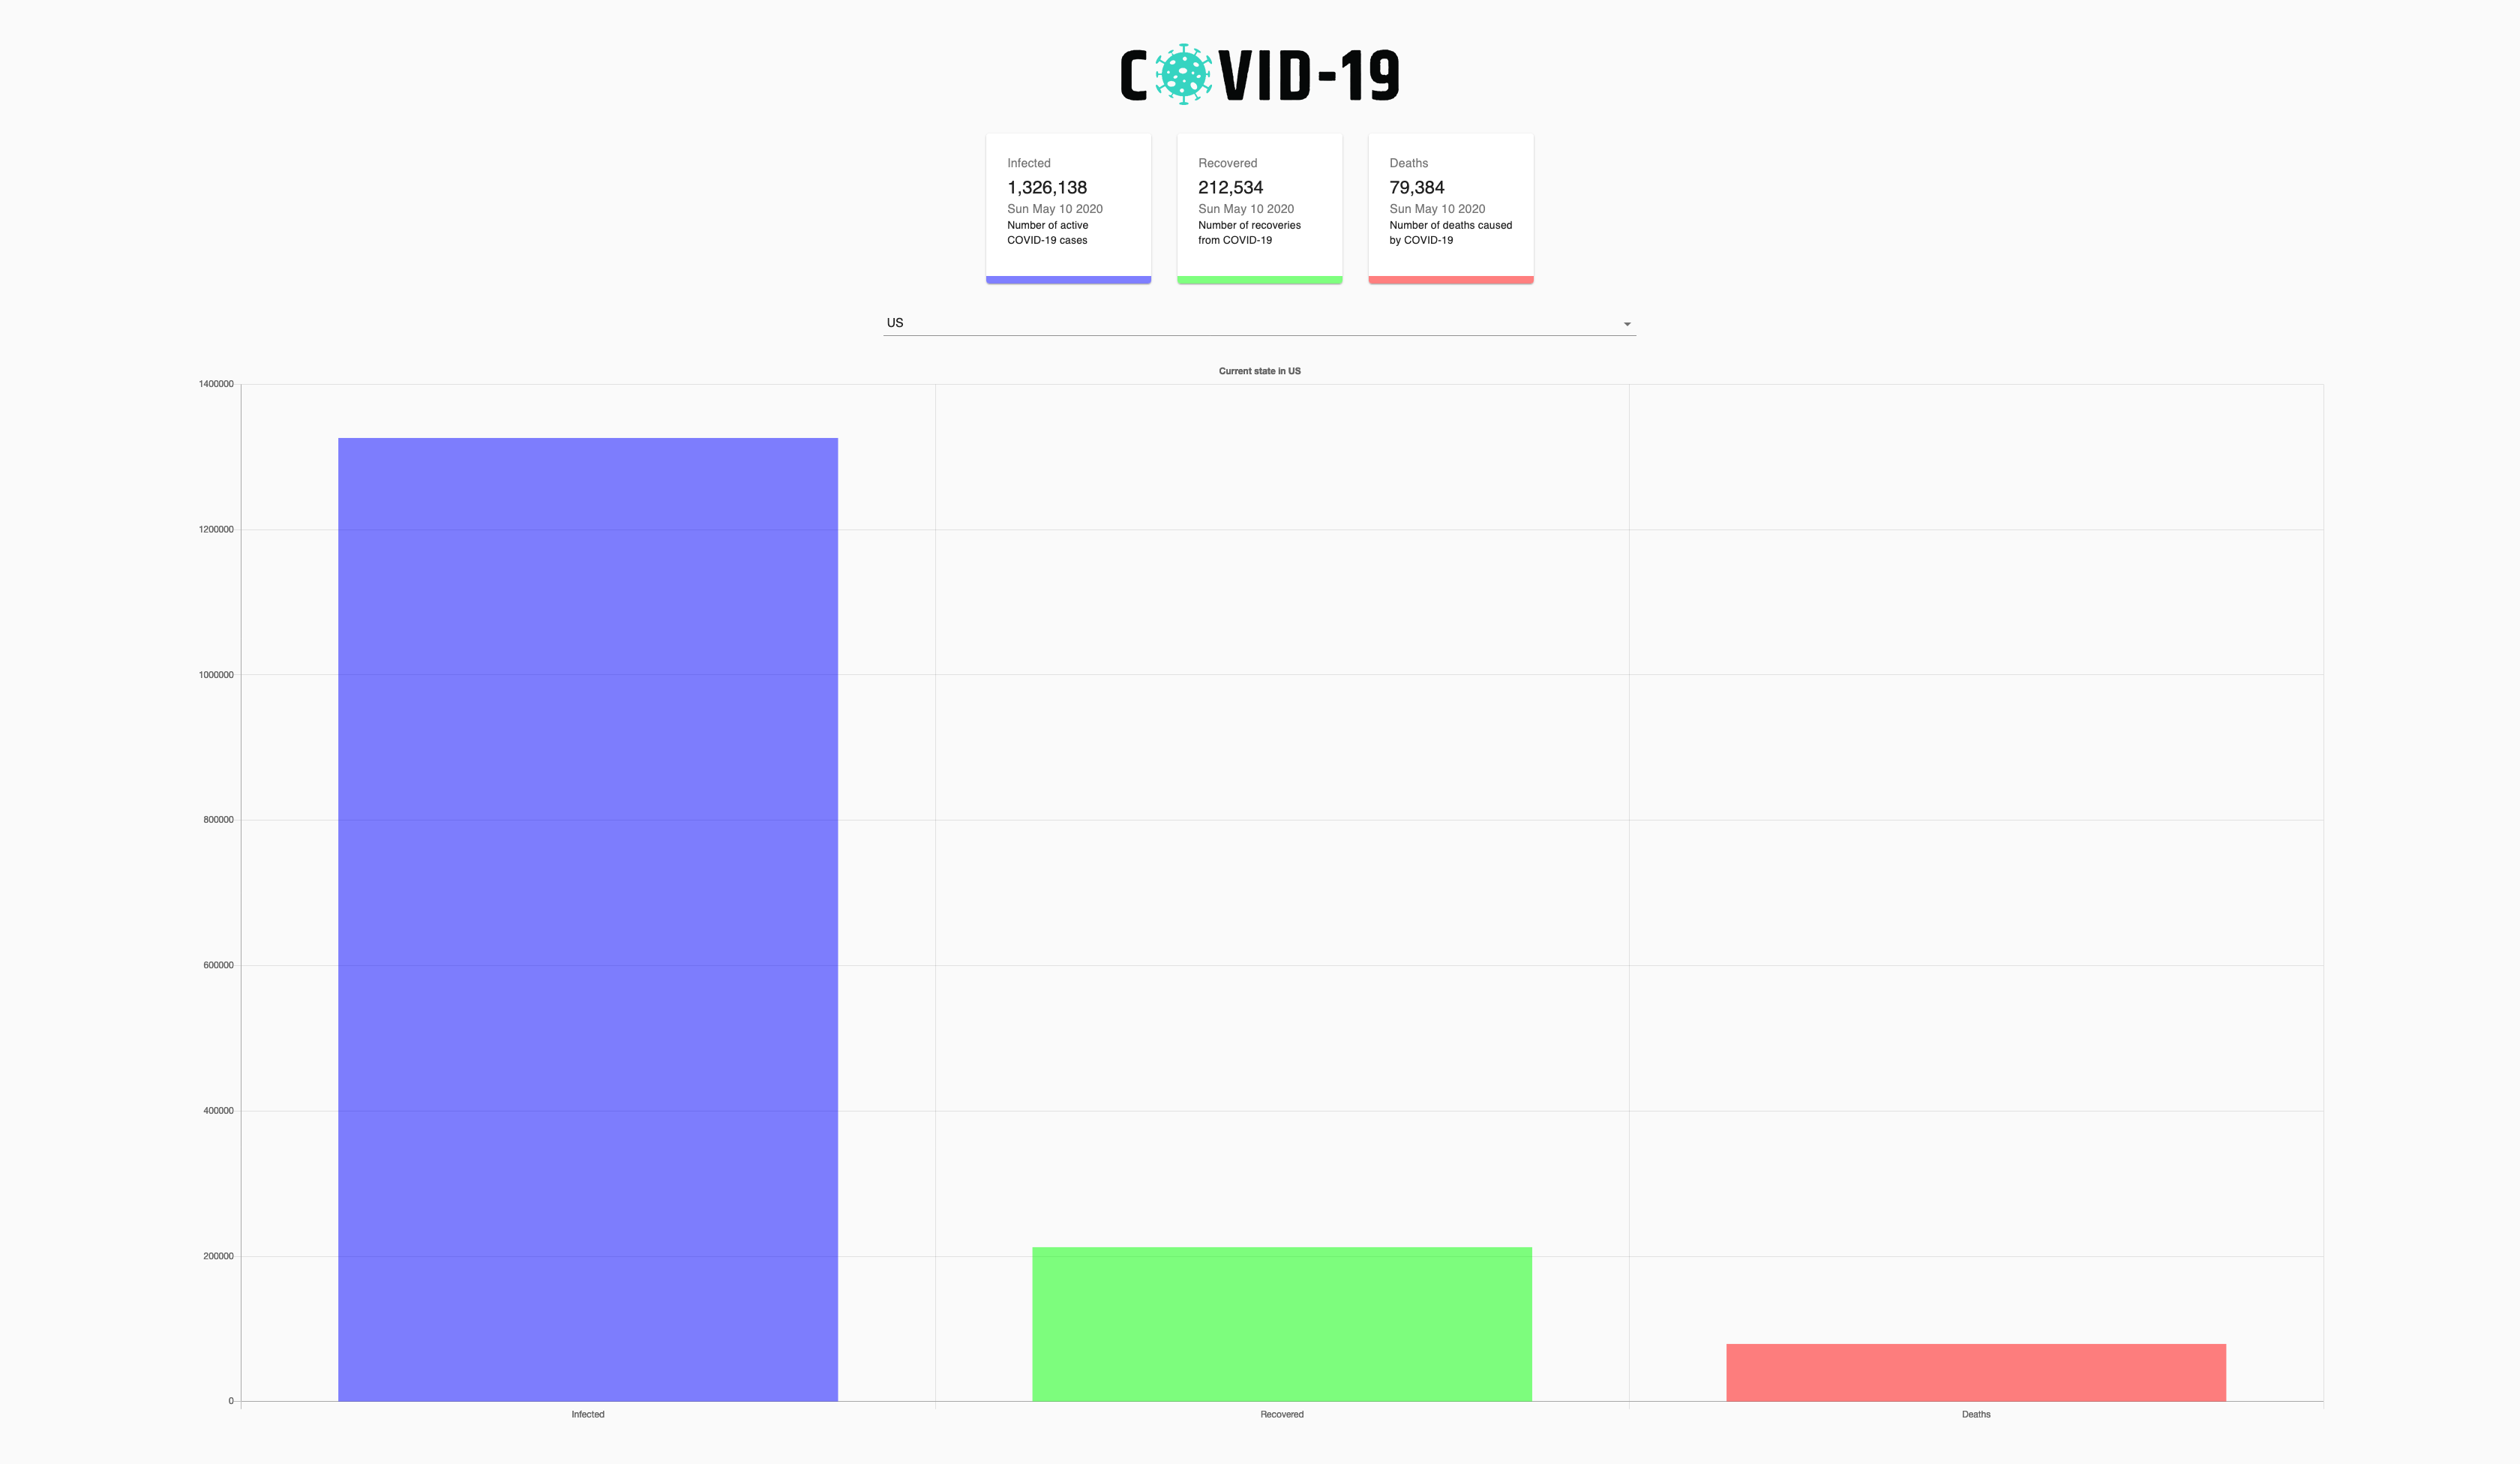 COVID-19
Infected
1,326,138
Sun May 10 2020
Number of active
COVID-19 cases
Recovered
212,534
Sun May 10 2020
Number of recoveries
from COVID-19
Deaths
79,384
Sun May 10 2020
Number of deaths caused
by COVID-19
US
Current state in US
1400000
1200000
1000000
800000
600000
400000
200000
0
Infected
Recovered
Deaths